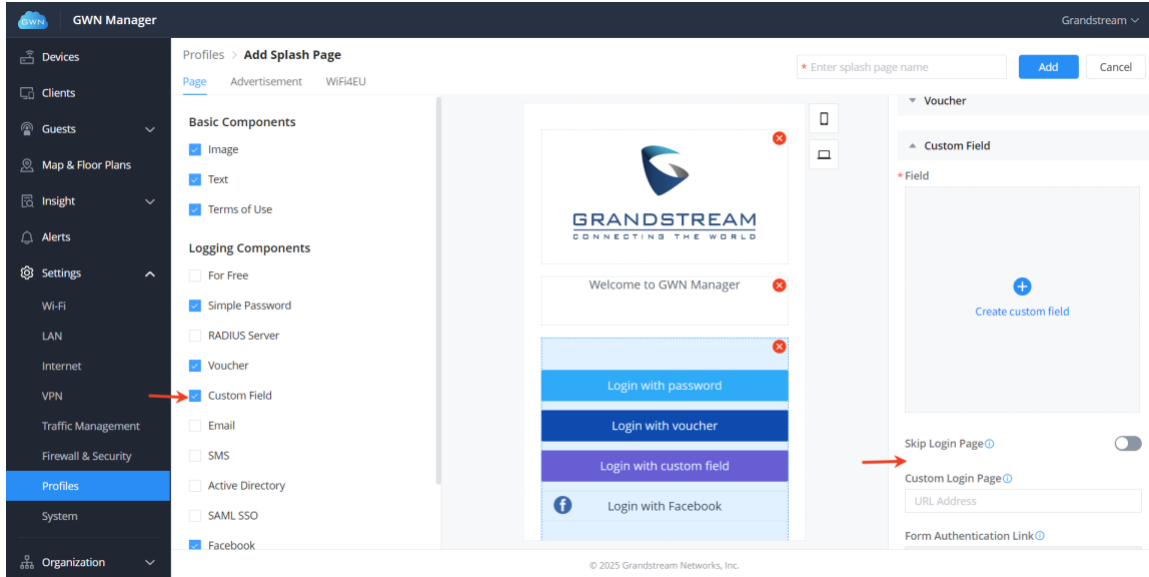 GWN
GWN Manager
Grandstream
Devices
Clients
Guests
Map & Floor Plans
Insight
Alerts
Settings
Wi-Fi
LAN
Internet
VPN
Traffic Management
Firewall & Security
Profiles
System
Organization
Profiles > Add Splash Page
* Enter splash page name
Add
Cancel
Page
Advertisement
WiFi4EU
Basic Components
Image
Text
Terms of Use
Logging Components
For Free
Simple Password
RADIUS Server
Voucher
Custom Field
Email
SMS
Active Directory
SAML SSO
Facebook
GRANDSTREAM
CONNECTING THE WORLD
Welcome to GWN Manager
Login with password
Login with voucher
Login with custom field
Login with Facebook
Voucher
Custom Field
* Field
Create custom field
Skip Login Page
Custom Login Page
URL Address
Form Authentication Link
© 2025 Grandstream Networks, Inc.